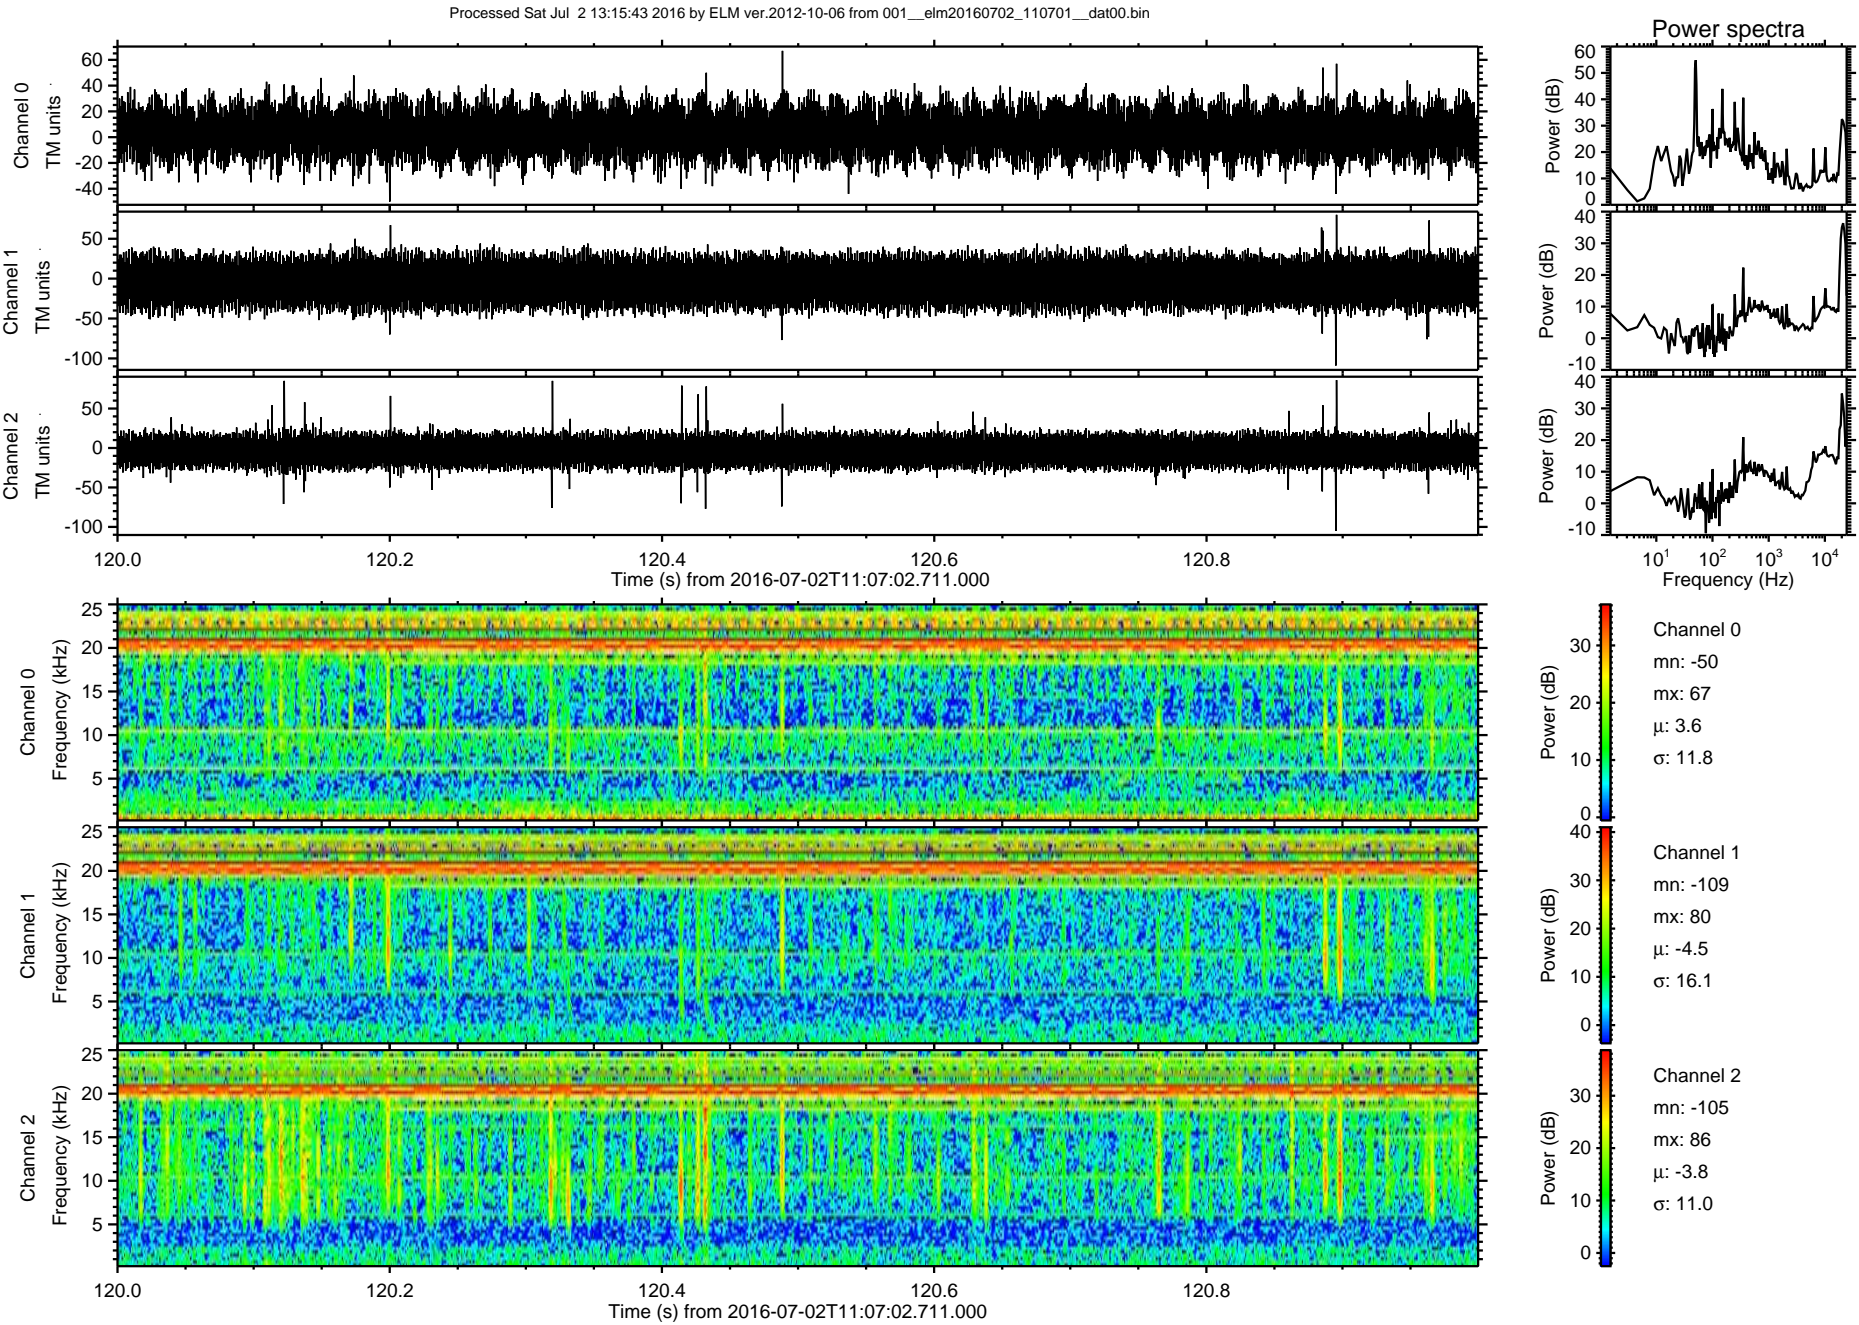 Processed Sat Jul  2 13:15:43 2016 by ELM ver.2012-10-06 from 001__elm20160702_110701__dat00.bin
Power spectra
Channel 0
TM units
60
40
20
0
-20
-40
Power (dB)
60
50
40
30
20
10
0
Channel 1
TM units
50
0
-50
-100
Power (dB)
40
30
20
10
0
-10
Channel 2
TM units
50
0
-50
-100
Power (dB)
40
30
20
10
0
-10
120.0 120.2 120.4 120.6 120.8
Time (s) from 2016-07-02T11:07:02.711.000
10¹ 10² 10³ 10⁴
Frequency (Hz)
Channel 0
Frequency (kHz)
25
20
15
10
5
Power (dB)
30
20
10
0
Channel 0
mn: -50
mx: 67
μ: 3.6
σ: 11.8
Channel 1
Frequency (kHz)
25
20
15
10
5
Power (dB)
40
30
20
10
0
Channel 1
mn: -109
mx: 80
μ: -4.5
σ: 16.1
Channel 2
Frequency (kHz)
25
20
15
10
5
Power (dB)
30
20
10
0
Channel 2
mn: -105
mx: 86
μ: -3.8
σ: 11.0
120.0 120.2 120.4 120.6 120.8
Time (s) from 2016-07-02T11:07:02.711.000